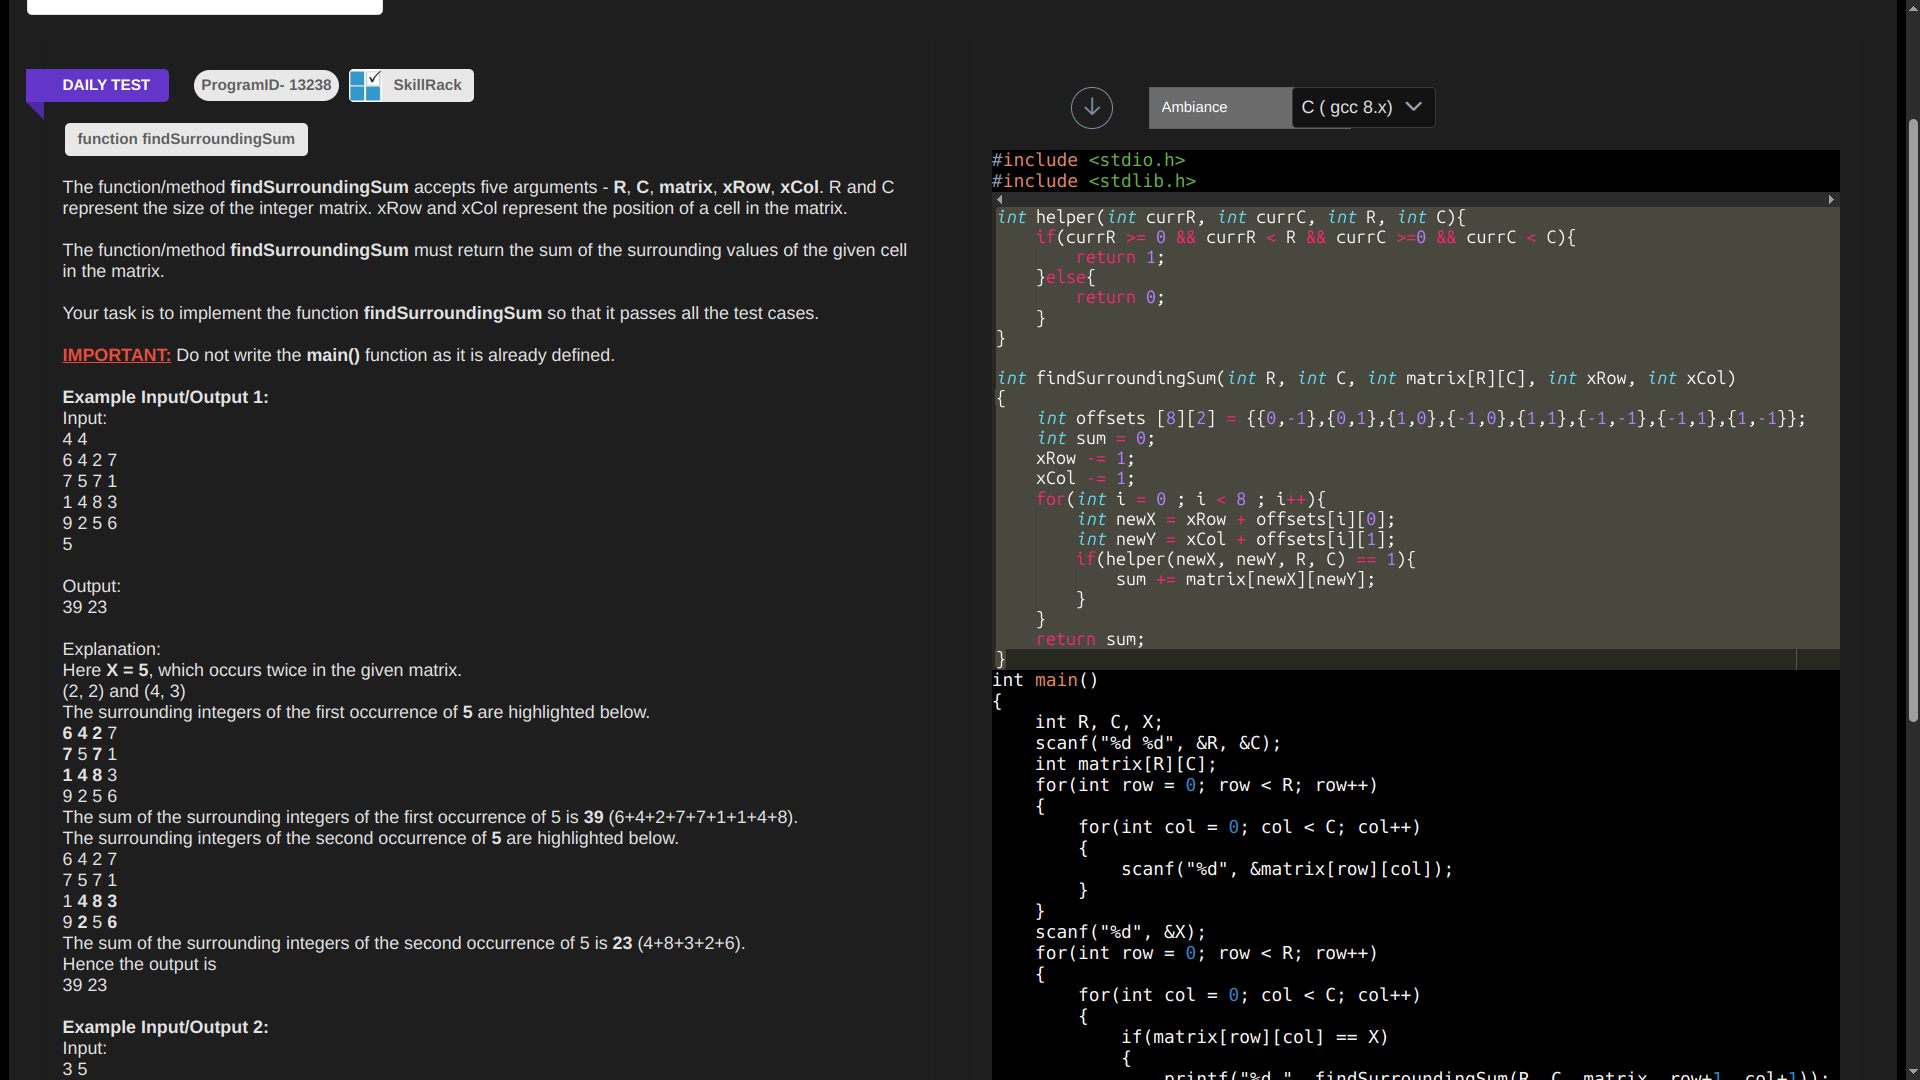 DAILY TEST
ProgramID- 13238
SkillRack
function findSurroundingSum
The function/method findSurroundingSum accepts five arguments - R, C, matrix, xRow, xCol. R and C
represent the size of the integer matrix. xRow and xCol represent the position of a cell in the matrix.
The function/method findSurroundingSum must return the sum of the surrounding values of the given cell
in the matrix.
Your task is to implement the function findSurroundingSum so that it passes all the test cases.
IMPORTANT: Do not write the main() function as it is already defined.
Example Input/Output 1:
Input:
4 4
6 4 2 7
7 5 7 1
1 4 8 3
9 2 5 6
5
Output:
39 23
Explanation:
Here X = 5, which occurs twice in the given matrix.
(2, 2) and (4, 3)
The surrounding integers of the first occurrence of 5 are highlighted below.
6 4 2 7
7 5 7 1
1 4 8 3
9 2 5 6
The sum of the surrounding integers of the first occurrence of 5 is 39 (6+4+2+7+7+1+1+4+8).
The surrounding integers of the second occurrence of 5 are highlighted below.
6 4 2 7
7 5 7 1
1 4 8 3
9 2 5 6
The sum of the surrounding integers of the second occurrence of 5 is 23 (4+8+3+2+6).
Hence the output is
39 23
Example Input/Output 2:
Input:
3 5
Ambiance
C ( gcc 8.x)
#include <stdio.h>
#include <stdlib.h>
int helper(int currR, int currC, int R, int C){
if(currR >= 0 && currR < R && currC >=0 && currC < C){
return 1;
}else{
return 0;
}
}
int findSurroundingSum(int R, int C, int matrix[R][C], int xRow, int xCol)
{
int offsets [8][2] = {{0,-1},{0,1},{1,0},{-1,0},{1,1},{-1,-1},{-1,1},{1,-1}};
int sum = 0;
xRow -= 1;
xCol -= 1;
for(int i = 0 ; i < 8 ; i++){
int newX = xRow + offsets[i][0];
int newY = xCol + offsets[i][1];
if(helper(newX, newY, R, C) == 1){
sum += matrix[newX][newY];
}
}
return sum;
}
int main()
{
int R, C, X;
scanf("%d %d", &R, &C);
int matrix[R][C];
for(int row = 0; row < R; row++)
{
for(int col = 0; col < C; col++)
{
scanf("%d", &matrix[row][col]);
}
}
scanf("%d", &X);
for(int row = 0; row < R; row++)
{
for(int col = 0; col < C; col++)
{
if(matrix[row][col] == X)
{
printf("%d ", findSurroundingSum(R, C, matrix, row+1, col+1));